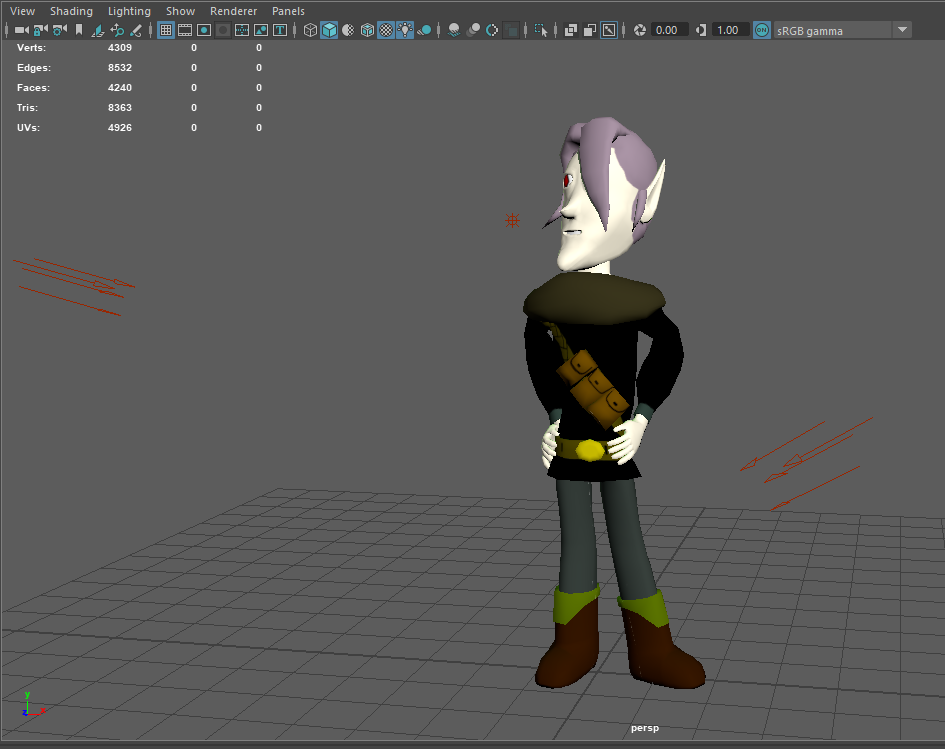 View Shading Lighting Show Renderer Panels
0.00 1.00 ON sRGB gamma
Verts: 4309 0 0
Edges: 8532 0 0
Faces: 4240 0 0
Tris: 8363 0 0
UVs: 4926 0 0
y
z x
persp